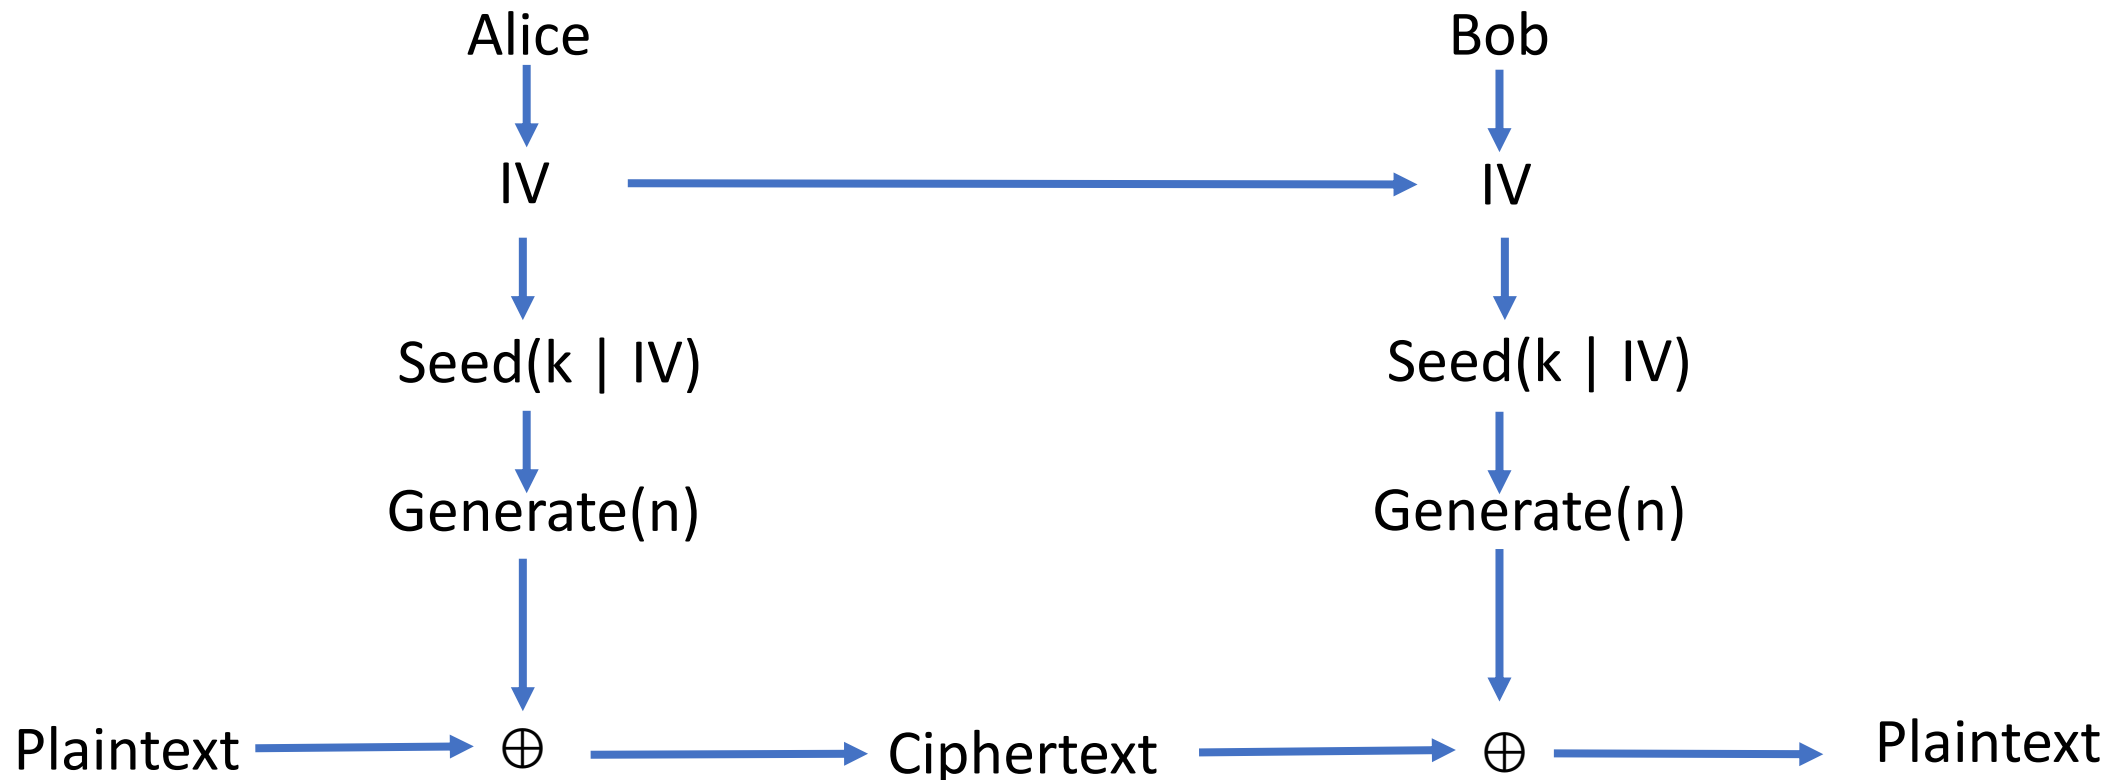 Alice Bob
IV IV
Seed(k | IV) Seed(k | IV)
Generate(n) Generate(n)
Plaintext ⊕ Ciphertext ⊕ Plaintext